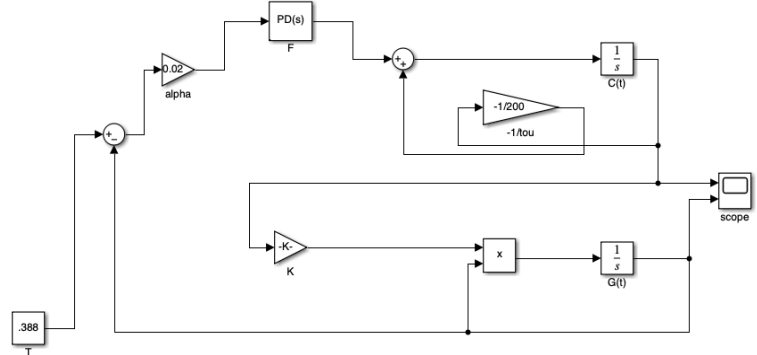 PD(s)
F
0.02
alpha
+
+
1
s
C(t)
-1/200
-1/tou
+
−
scope
-K-
K
x
1
s
G(t)
.388
T